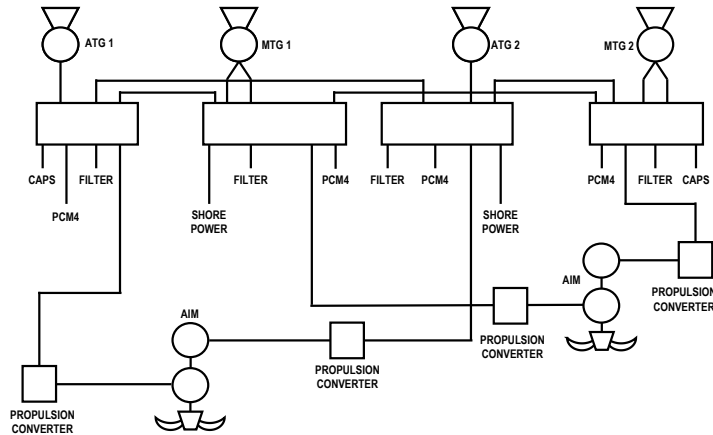 ATG 1
MTG 1
ATG 2
MTG 2
CAPS
PCM4
FILTER
SHORE
POWER
FILTER
PCM4
FILTER
PCM4
SHORE
POWER
PCM4
FILTER
CAPS
AIM
PROPULSION
CONVERTER
AIM
PROPULSION
CONVERTER
PROPULSION
CONVERTER
PROPULSION
CONVERTER